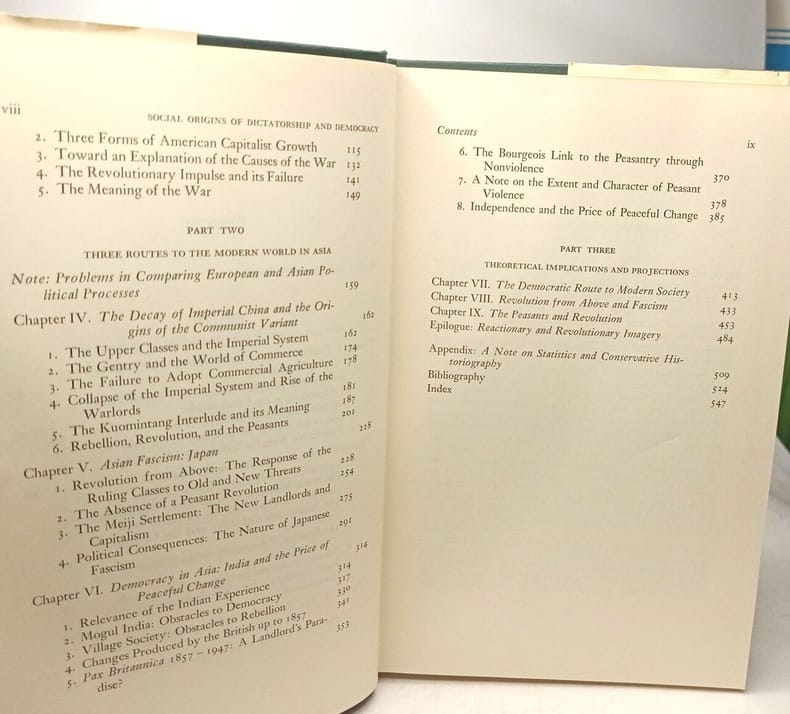 viii
SOCIAL ORIGINS OF DICTATORSHIP AND DEMOCRACY
2. Three Forms of American Capitalist Growth 115
3. Toward an Explanation of the Causes of the War 132
4. The Revolutionary Impulse and its Failure 141
5. The Meaning of the War 149
PART TWO
THREE ROUTES TO THE MODERN WORLD IN ASIA
Note: Problems in Comparing European and Asian Po-
litical Processes 159
Chapter IV. The Decay of Imperial China and the Ori-
gins of the Communist Variant 162
1. The Upper Classes and the Imperial System 162
2. The Gentry and the World of Commerce 174
3. The Failure to Adopt Commercial Agriculture 178
4. Collapse of the Imperial System and Rise of the
Warlords 181
5. The Kuomintang Interlude and its Meaning 187
6. Rebellion, Revolution, and the Peasants 201
Chapter V. Asian Fascism: Japan 228
1. Revolution from Above: The Response of the
Ruling Classes to Old and New Threats 228
2. The Absence of a Peasant Revolution 254
3. The Meiji Settlement: The New Landlords and
Capitalism 275
4. Political Consequences: The Nature of Japanese
Fascism 291
Chapter VI. Democracy in Asia: India and the Price of
Peaceful Change 314
1. Relevance of the Indian Experience 314
2. Mogul India: Obstacles to Democracy 317
3. Village Society: Obstacles to Rebellion 330
4. Changes Produced by the British up to 1857 341
5. Pax Britannica 1857–1947: A Landlord's Para-
dise? 353
Contents ix
6. The Bourgeois Link to the Peasantry through
Nonviolence 370
7. A Note on the Extent and Character of Peasant
Violence 378
8. Independence and the Price of Peaceful Change 385
PART THREE
THEORETICAL IMPLICATIONS AND PROJECTIONS
Chapter VII. The Democratic Route to Modern Society 413
Chapter VIII. Revolution from Above and Fascism 433
Chapter IX. The Peasants and Revolution 453
Epilogue: Reactionary and Revolutionary Imagery 484
Appendix: A Note on Statistics and Conservative His-
toriography 509
Bibliography 524
Index 547